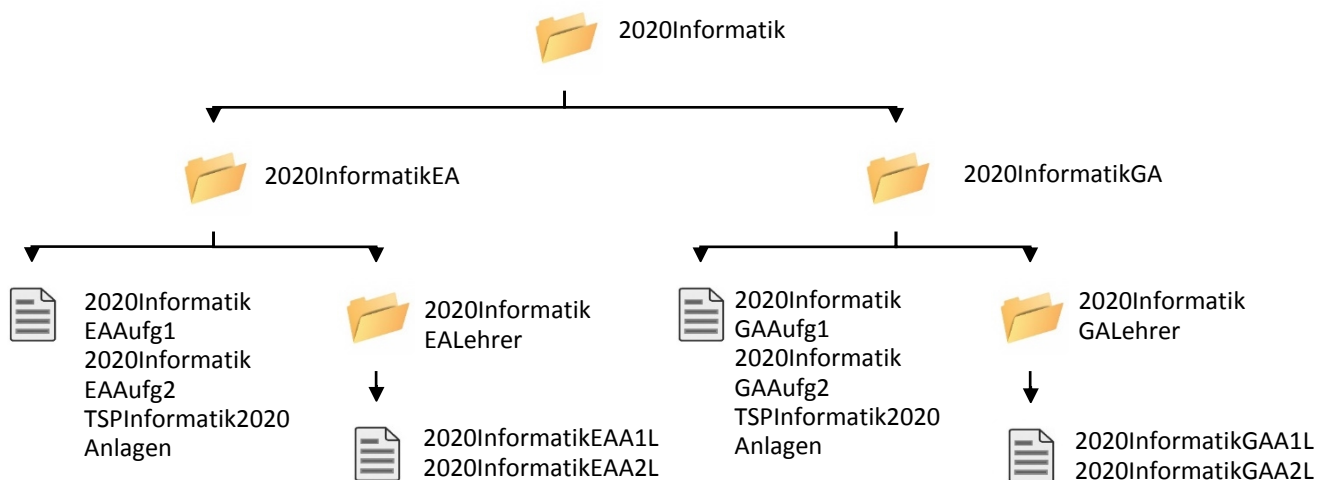 2020Informatik
2020InformatikEA
2020InformatikGA
2020Informatik
EAAufg1
2020Informatik
EAAufg2
TSPInformatik2020
Anlagen
2020Informatik
EALehrer
2020InformatikEAA1L
2020InformatikEAA2L
2020Informatik
GAAufg1
2020Informatik
GAAufg2
TSPInformatik2020
Anlagen
2020Informatik
GALehrer
2020InformatikGAA1L
2020InformatikGAA2L